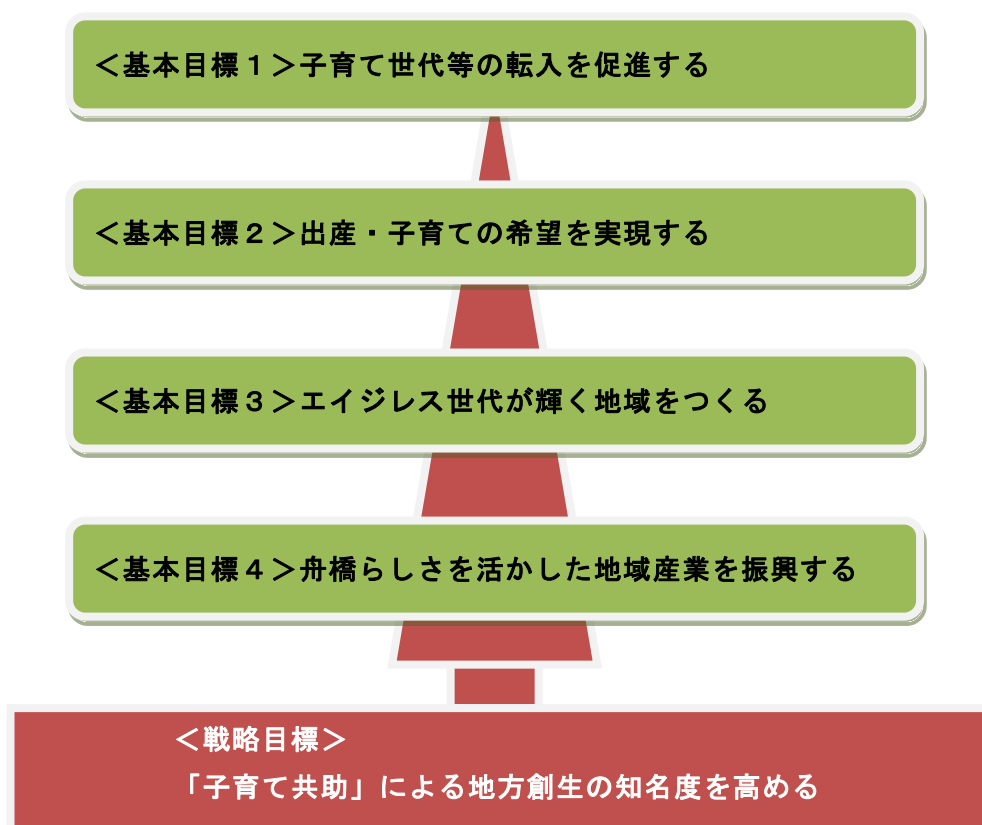 ＜基本目標１＞子育て世代等の転入を促進する
＜基本目標２＞出産・子育ての希望を実現する
＜基本目標３＞エイジレス世代が輝く地域をつくる
＜基本目標４＞舟橋らしさを活かした地域産業を振興する
＜戦略目標＞
「子育て共助」による地方創生の知名度を高める